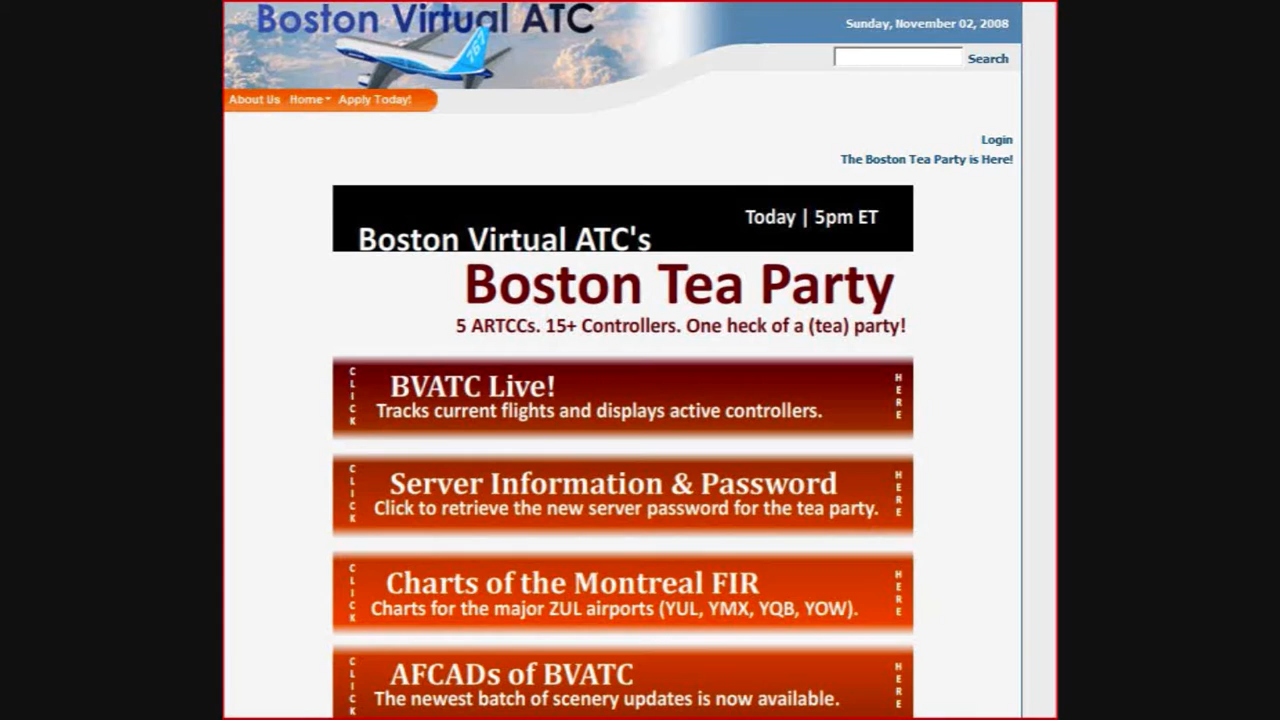 Boston Virtual ATC
767
Sunday, November 02, 2008
Search
About Us Home Apply Today!
Login
The Boston Tea Party is Here!
Today | 5pm ET
Boston Virtual ATC's
Boston Tea Party
5 ARTCCs. 15+ Controllers. One heck of a (tea) party!
CLICK
BVATC Live!
Tracks current flights and displays active controllers.
HERE
CLICK
Server Information & Password
Click to retrieve the new server password for the tea party.
HERE
CLICK
Charts of the Montreal FIR
Charts for the major ZUL airports (YUL, YMX, YQB, YOW).
HERE
CLICK
AFCADs of BVATC
The newest batch of scenery updates is now available.
HERE